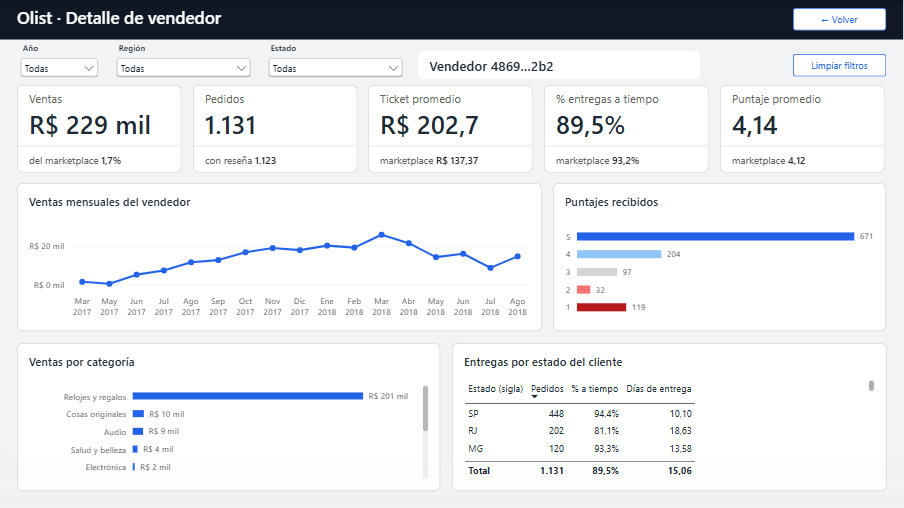 Olist · Detalle de vendedor
← Volver
Año
Región
Estado
Todas
Todas
Todas
Vendedor 4869...2b2
Limpiar filtros
Ventas
R$ 229 mil
del marketplace 1,7%
Pedidos
1.131
con reseña 1.123
Ticket promedio
R$ 202,7
marketplace R$ 137,37
% entregas a tiempo
89,5%
marketplace 93,2%
Puntaje promedio
4,14
marketplace 4,12
Ventas mensuales del vendedor
R$ 20 mil
R$ 0 mil
Mar May Jun Jul Ago Sep Oct Nov Dic Ene Feb Mar Abr May Jun Jul Ago
2017 2017 2017 2017 2017 2017 2017 2017 2017 2018 2018 2018 2018 2018 2018 2018 2018
Puntajes recibidos
5 671
4 204
3 97
2 32
1 119
Ventas por categoría
Relojes y regalos R$ 201 mil
Cosas originales R$ 10 mil
Audio R$ 9 mil
Salud y belleza R$ 4 mil
Electrónica R$ 2 mil
Entregas por estado del cliente
Estado (sigla) Pedidos % a tiempo Días de entrega
SP 448 94,4% 10,10
RJ 202 81,1% 18,63
MG 120 93,3% 13,58
Total 1.131 89,5% 15,06